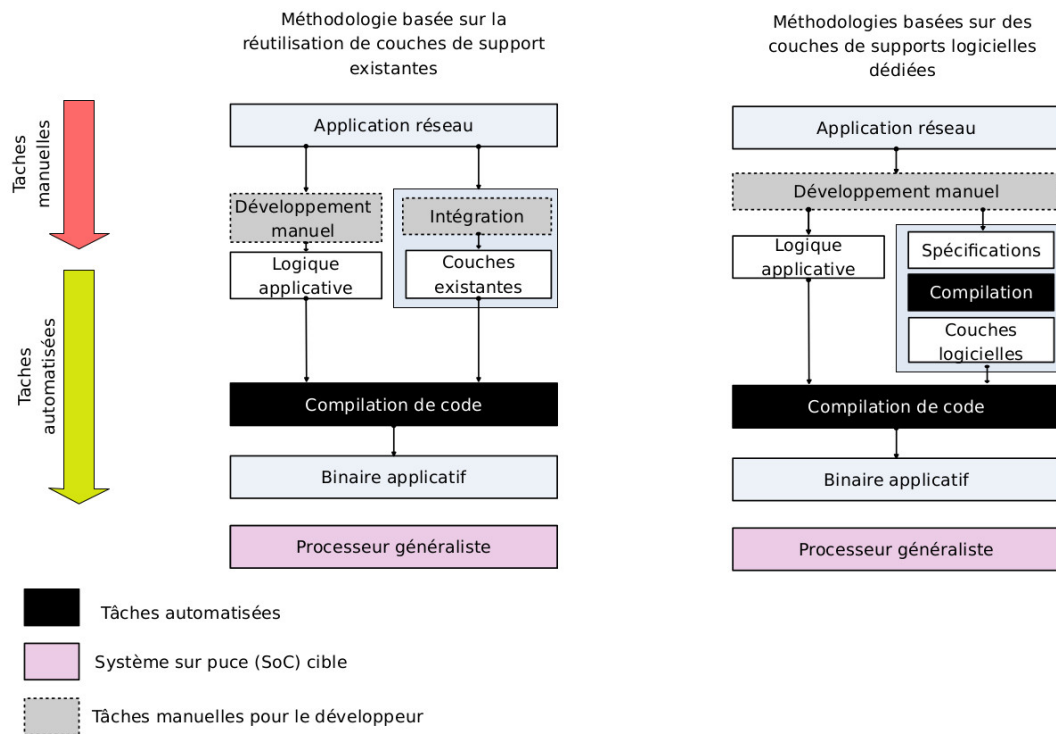 Méthodologie basée sur la
réutilisation de couches de support
existantes
Méthodologies basées sur des
couches de supports logicielles
dédiées
Taches
manuelles
Taches
automatisées
Application réseau
Développement
manuel
Intégration
Logique
applicative
Couches
existantes
Compilation de code
Binaire applicatif
Processeur généraliste
Application réseau
Développement manuel
Logique
applicative
Spécifications
Compilation
Couches
logicielles
Compilation de code
Binaire applicatif
Processeur généraliste
Tâches automatisées
Système sur puce (SoC) cible
Tâches manuelles pour le développeur